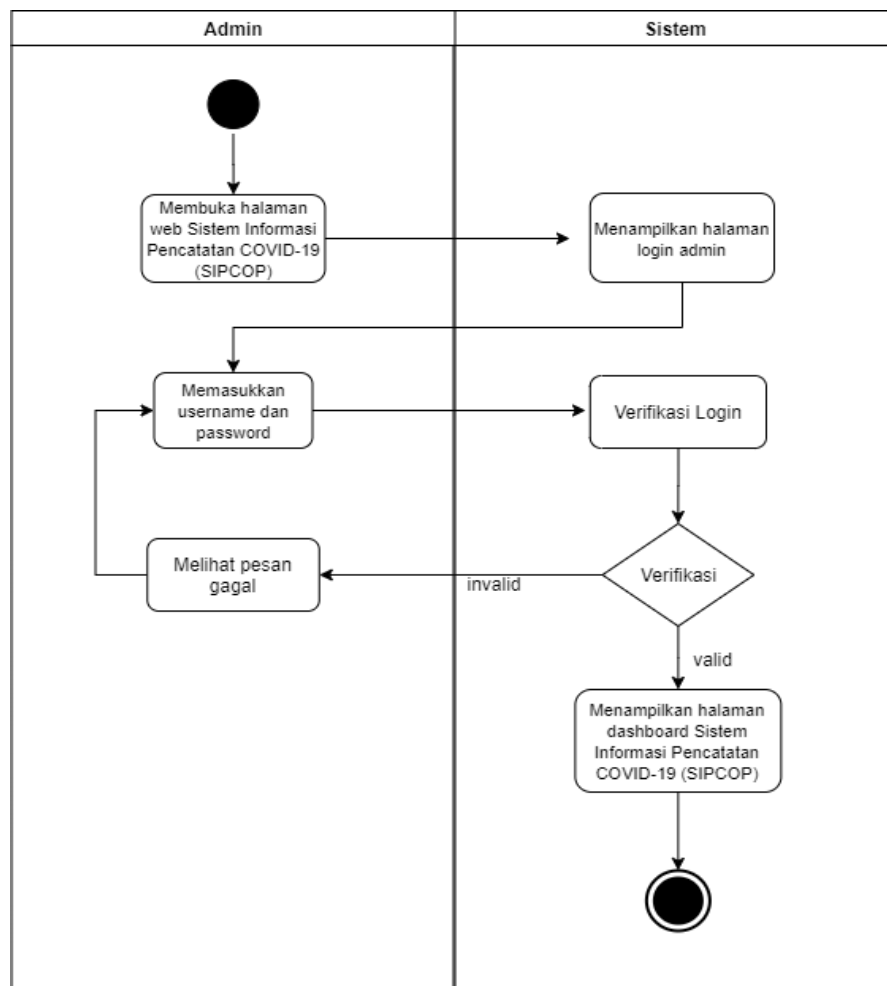 Admin
Sistem
Membuka halaman
web Sistem Informasi
Pencatatan COVID-19
(SIPCOP)
Menampilkan halaman
login admin
Memasukkan
username dan
password
Verifikasi Login
Melihat pesan
gagal
invalid
Verifikasi
valid
Menampilkan halaman
dashboard Sistem
Informasi Pencatatan
COVID-19 (SIPCOP)